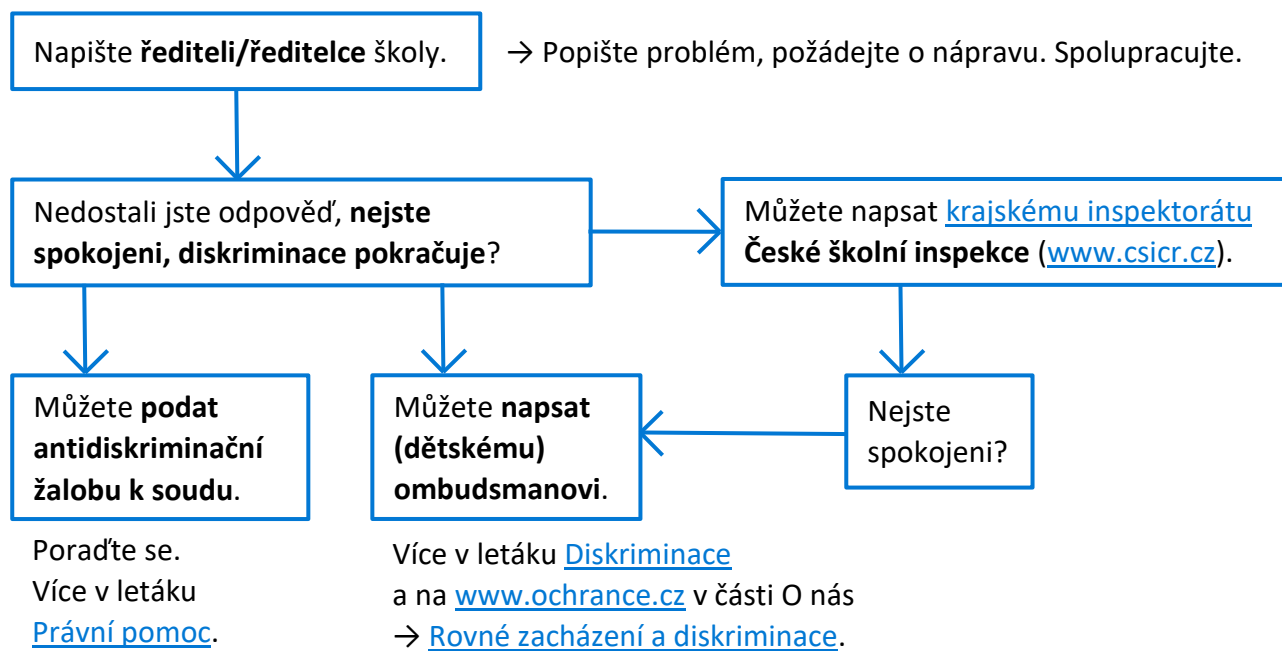 Napište řediteli/ředitelce školy.
→ Popište problém, požádejte o nápravu. Spolupracujte.
Nedostali jste odpověď, nejste
spokojeni, diskriminace pokračuje?
Můžete napsat krajskému inspektorátu
České školní inspekce (www.csicr.cz).
Můžete podat
antidiskriminační
žalobu k soudu.
Můžete napsat
(dětskému)
ombudsmanovi.
Nejste
spokojeni?
Poraďte se.
Více v letáku
Právní pomoc.
Více v letáku Diskriminace
a na www.ochrance.cz v části O nás
→ Rovné zacházení a diskriminace.